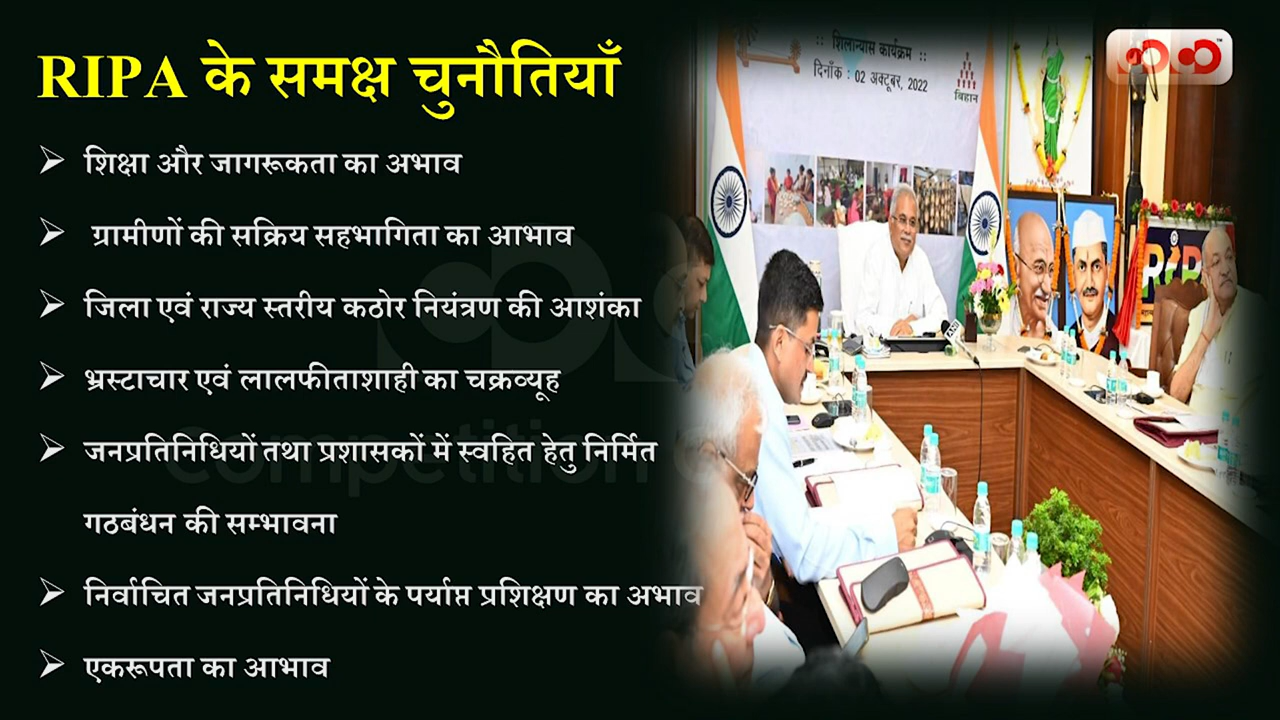 RIPA के समक्ष चुनौतियाँ
शिक्षा और जागरूकता का अभाव
ग्रामीणों की सक्रिय सहभागिता का आभाव
जिला एवं राज्य स्तरीय कठोर नियंत्रण की आशंका
भ्रस्टाचार एवं लालफीताशाही का चक्रव्यूह
जनप्रतिनिधियों तथा प्रशासकों में स्वहित हेतु निर्मित
गठबंधन की सम्भावना
निर्वाचित जनप्रतिनिधियों के पर्याप्त प्रशिक्षण का अभाव
एकरूपता का आभाव
:: शिलान्यास कार्यक्रम ::
दिनाँक : 02 अक्टूबर, 2022
बिहान
RIP
competition